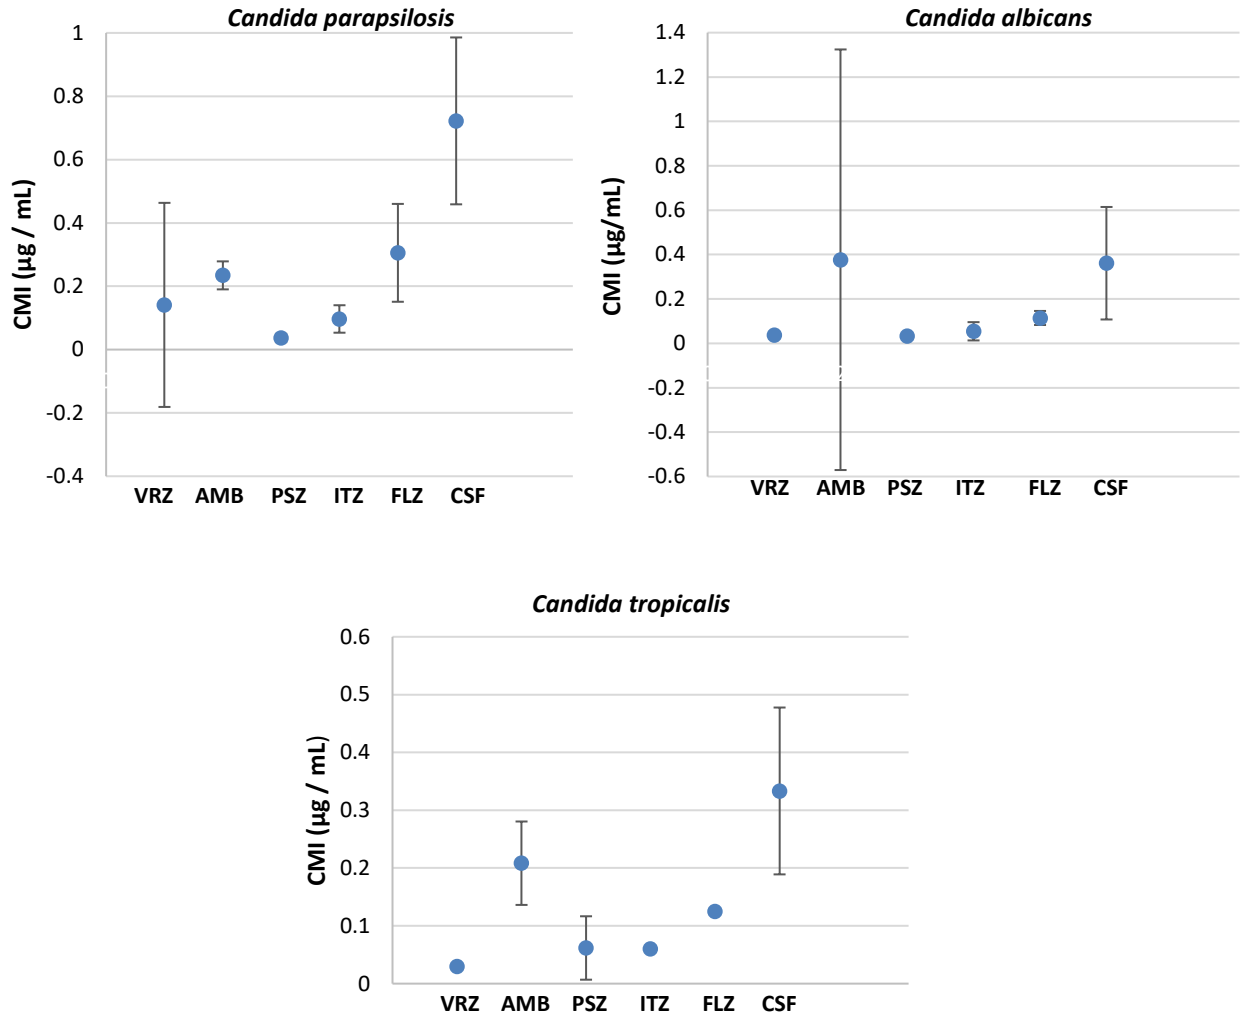 Candida parapsilosis
1
0.8
0.6
0.4
0.2
0
-0.2
-0.4
CMI (µg / mL)
VRZ AMB PSZ ITZ FLZ CSF
Candida albicans
1.4
1.2
1
0.8
0.6
0.4
0.2
0
-0.2
-0.4
-0.6
CMI (µg/mL)
VRZ AMB PSZ ITZ FLZ CSF
Candida tropicalis
0.6
0.5
0.4
0.3
0.2
0.1
0
CMI (µg / mL)
VRZ AMB PSZ ITZ FLZ CSF